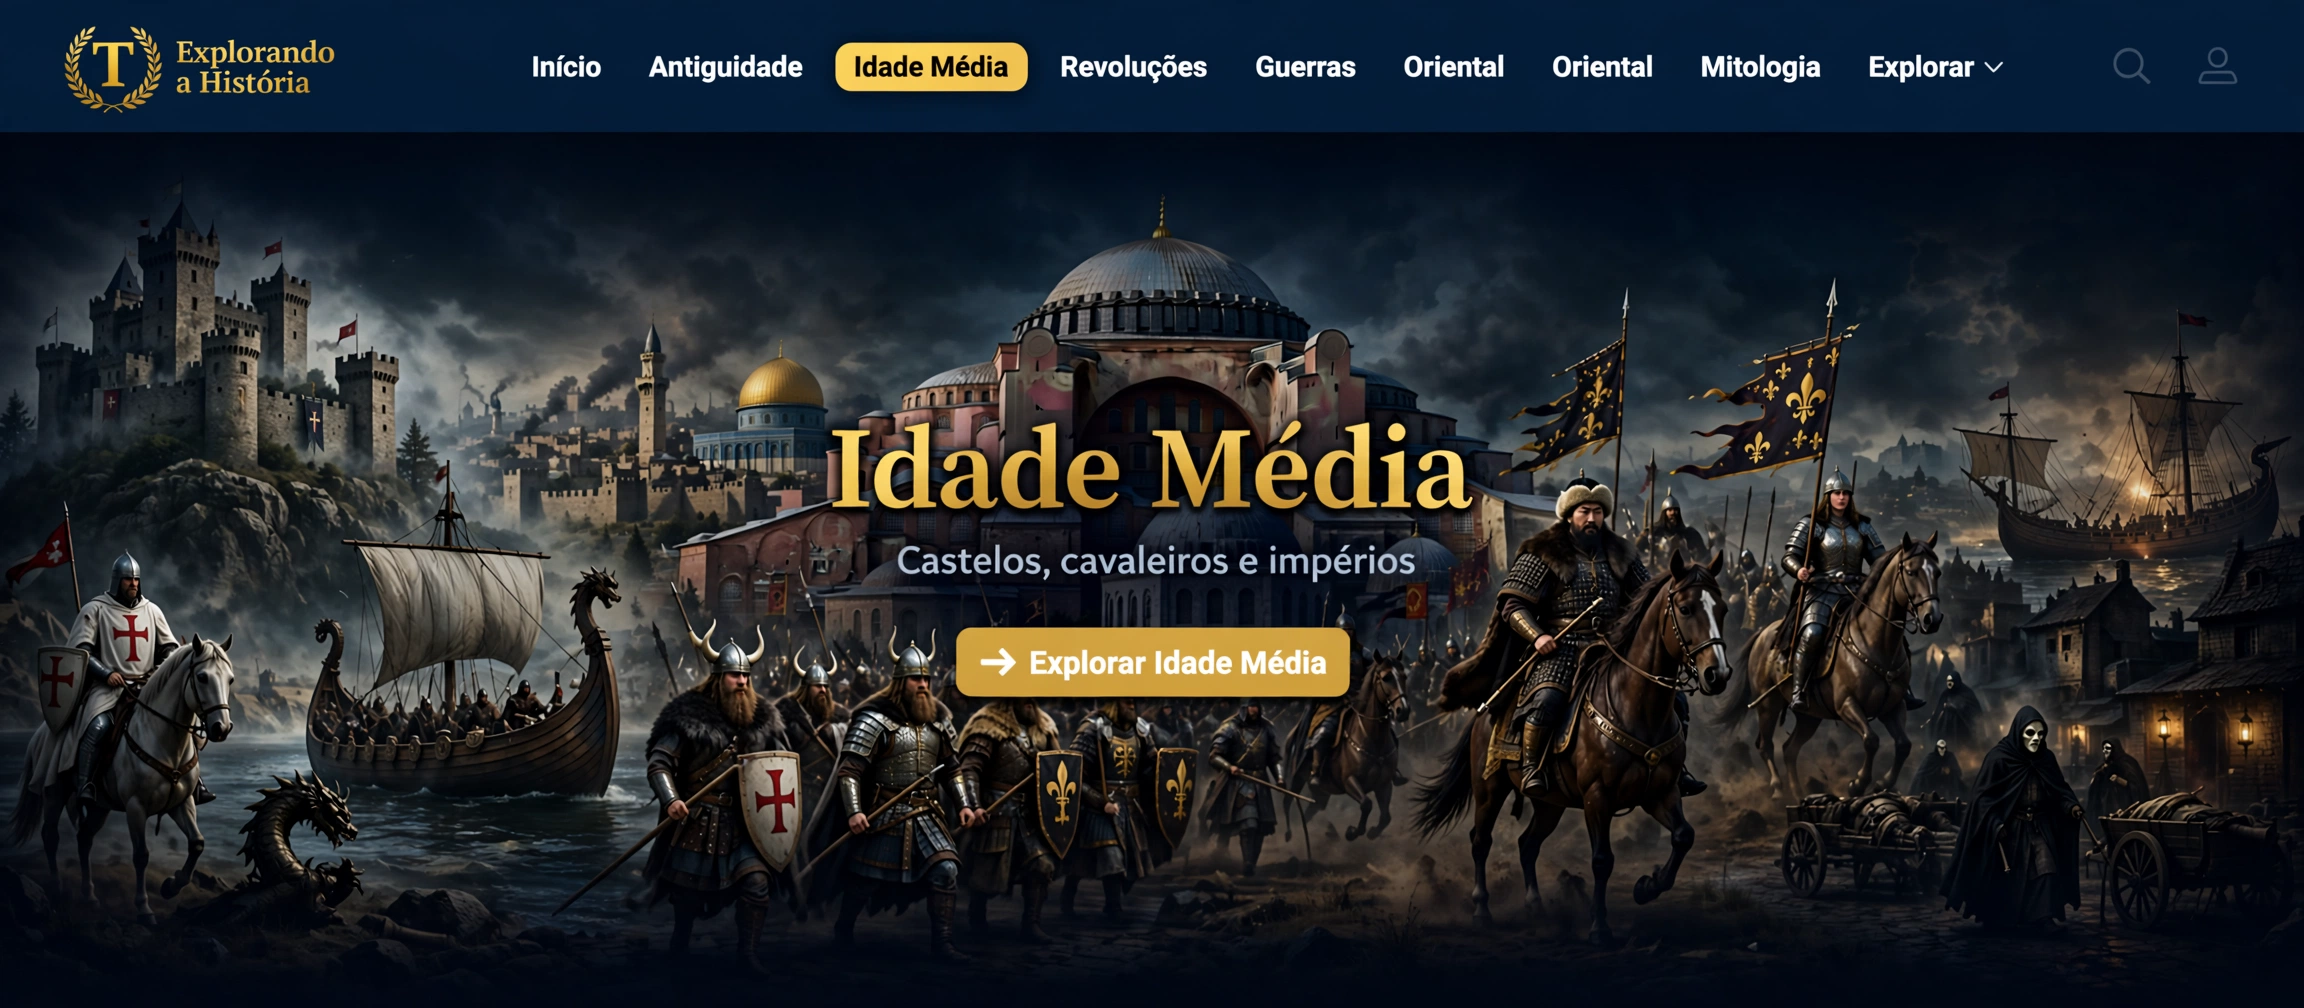 T
Explorando
a História
Início Antiguidade Idade Média Revoluções Guerras Oriental Oriental Mitologia Explorar
Idade Média
Castelos, cavaleiros e impérios
Explorar Idade Média